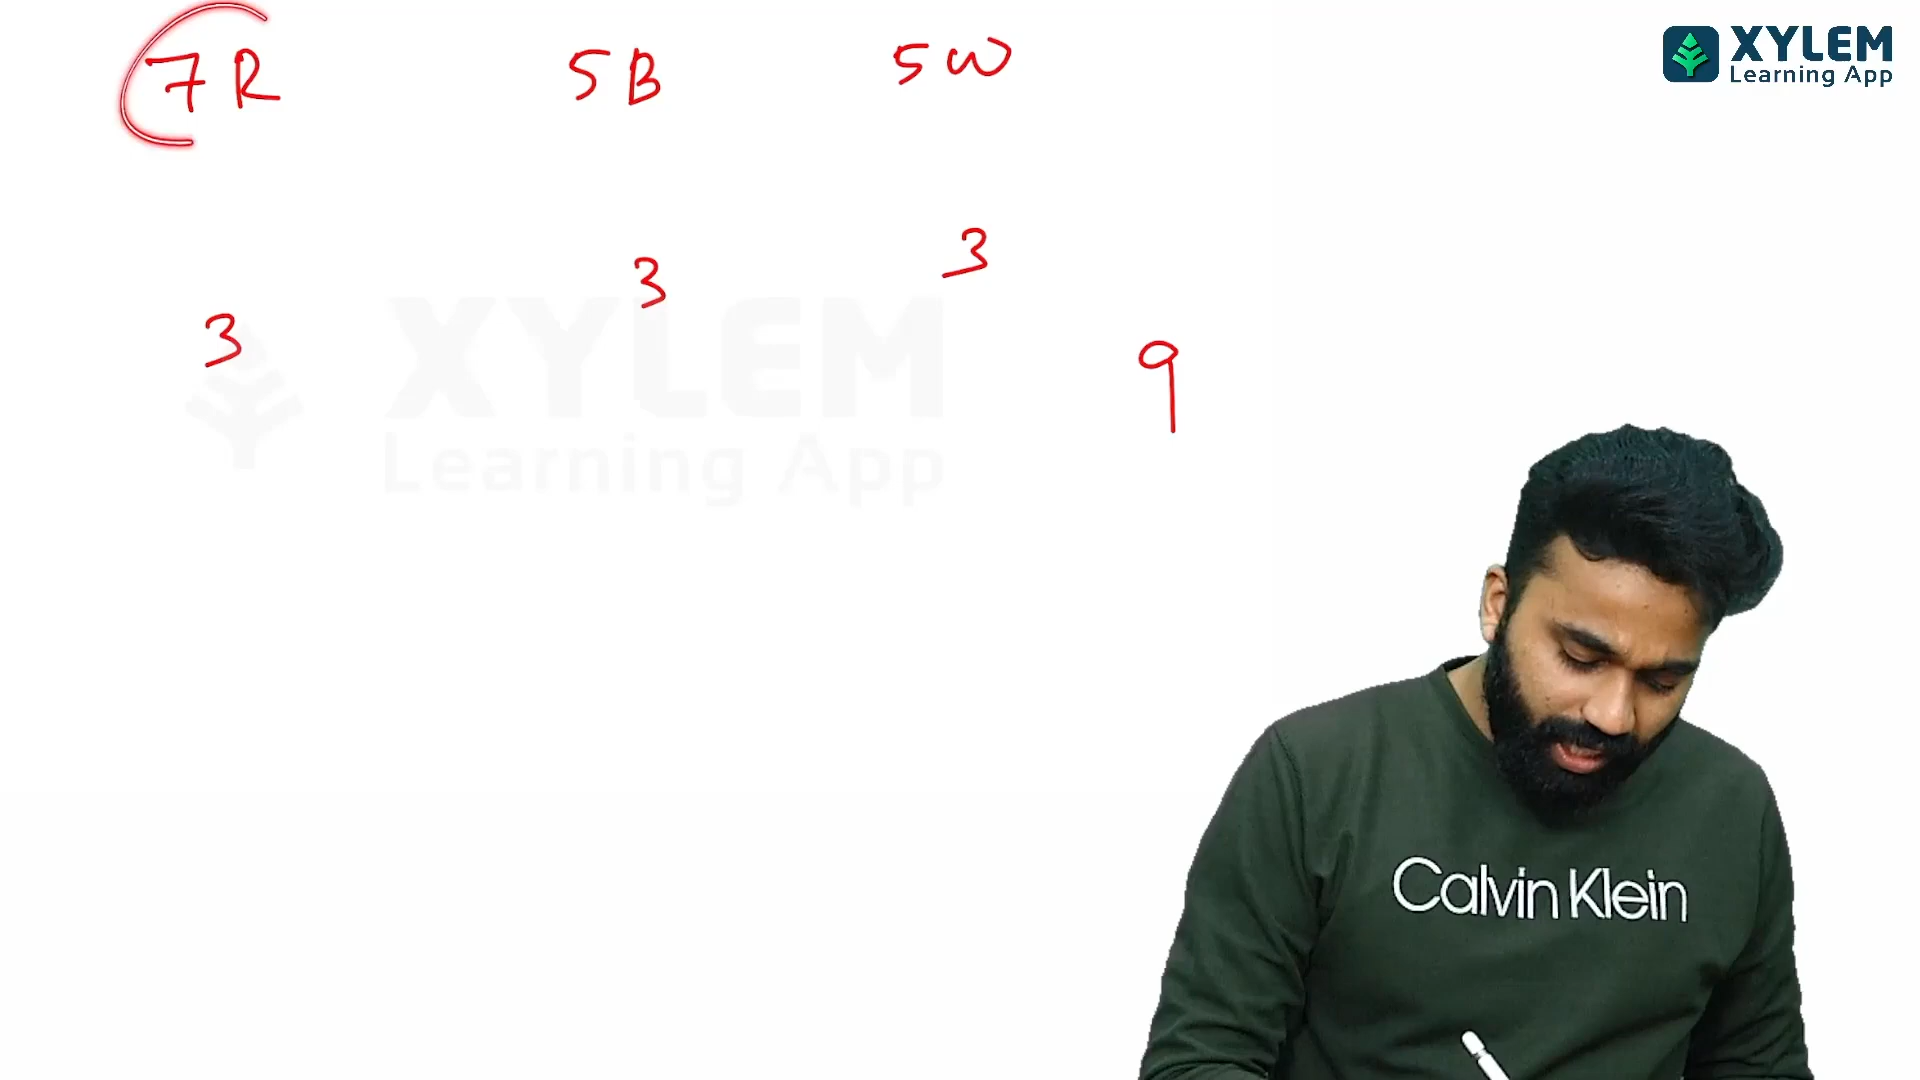 7R 5B 5W
3 3 3
9
XYLEM
Learning App
XYLEM
Learning App
Calvin Klein